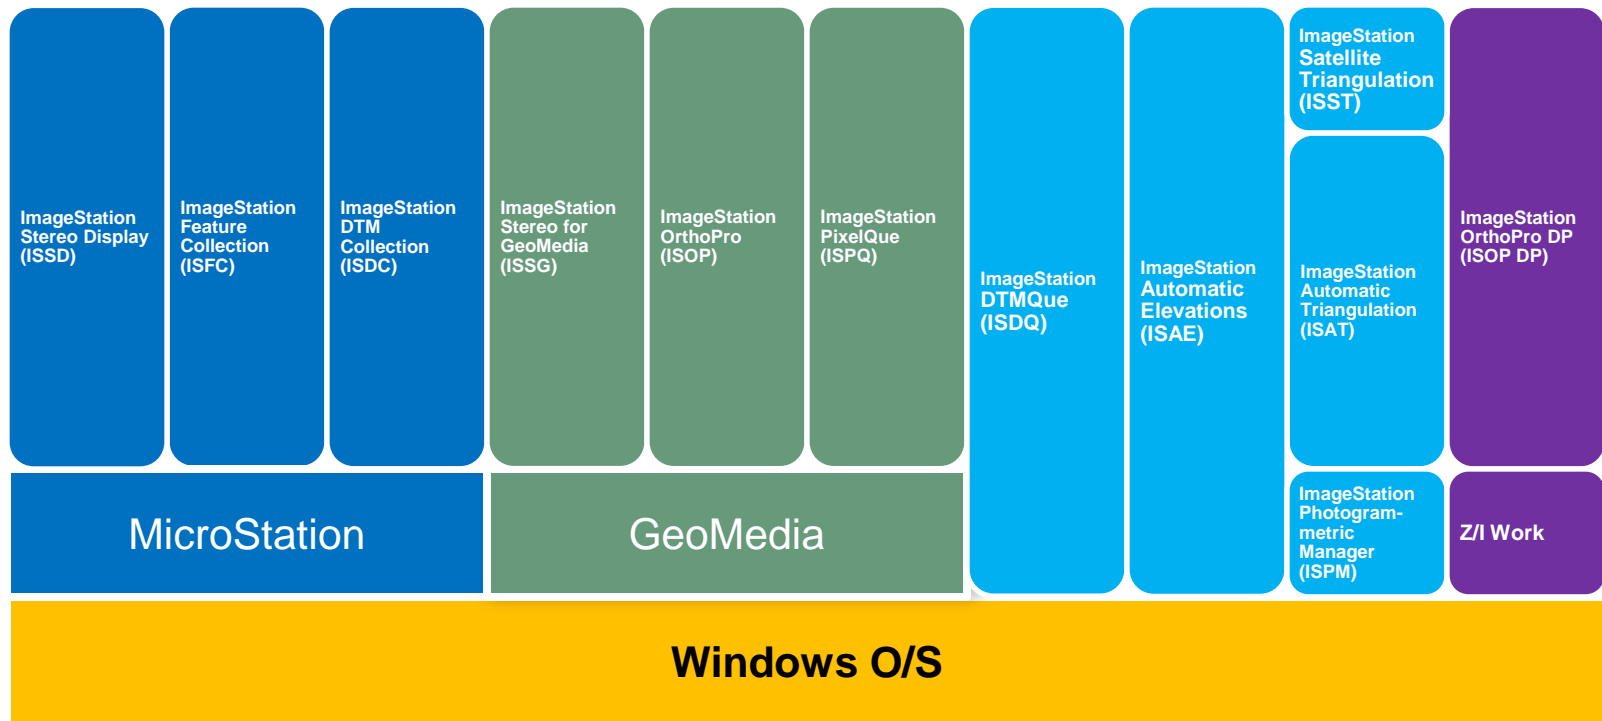 ImageStation
Stereo Display
(ISSD)
ImageStation
Feature
Collection
(ISFC)
ImageStation
DTM
Collection
(ISDC)
ImageStation
Stereo for
GeoMedia
(ISSG)
ImageStation
OrthoPro
(ISOP)
ImageStation
PixelQue
(ISPQ)
ImageStation
DTMQue
(ISDQ)
ImageStation
Automatic
Elevations
(ISAE)
ImageStation
Satellite
Triangulation
(ISST)
ImageStation
Automatic
Triangulation
(ISAT)
ImageStation
OrthoPro DP
(ISOP DP)
MicroStation
GeoMedia
ImageStation
Photogram-
metric
Manager
(ISPM)
Z/I Work
Windows O/S